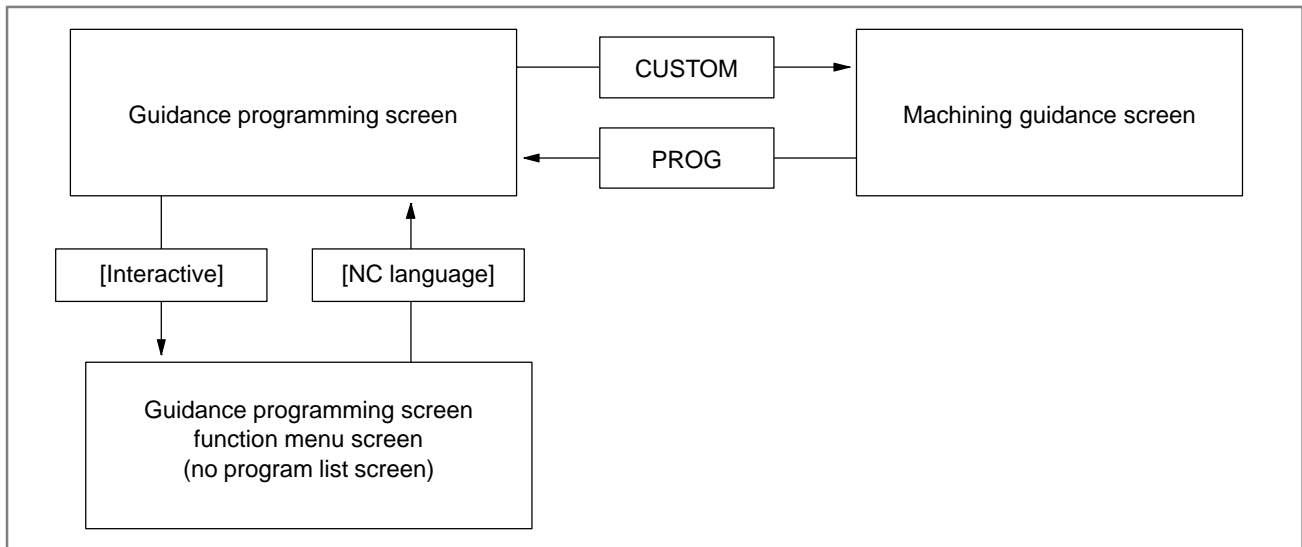 CUSTOM
Guidance programming screen
Machining guidance screen
PROG
[Interactive]
[NC language]
Guidance programming screen
function menu screen
(no program list screen)